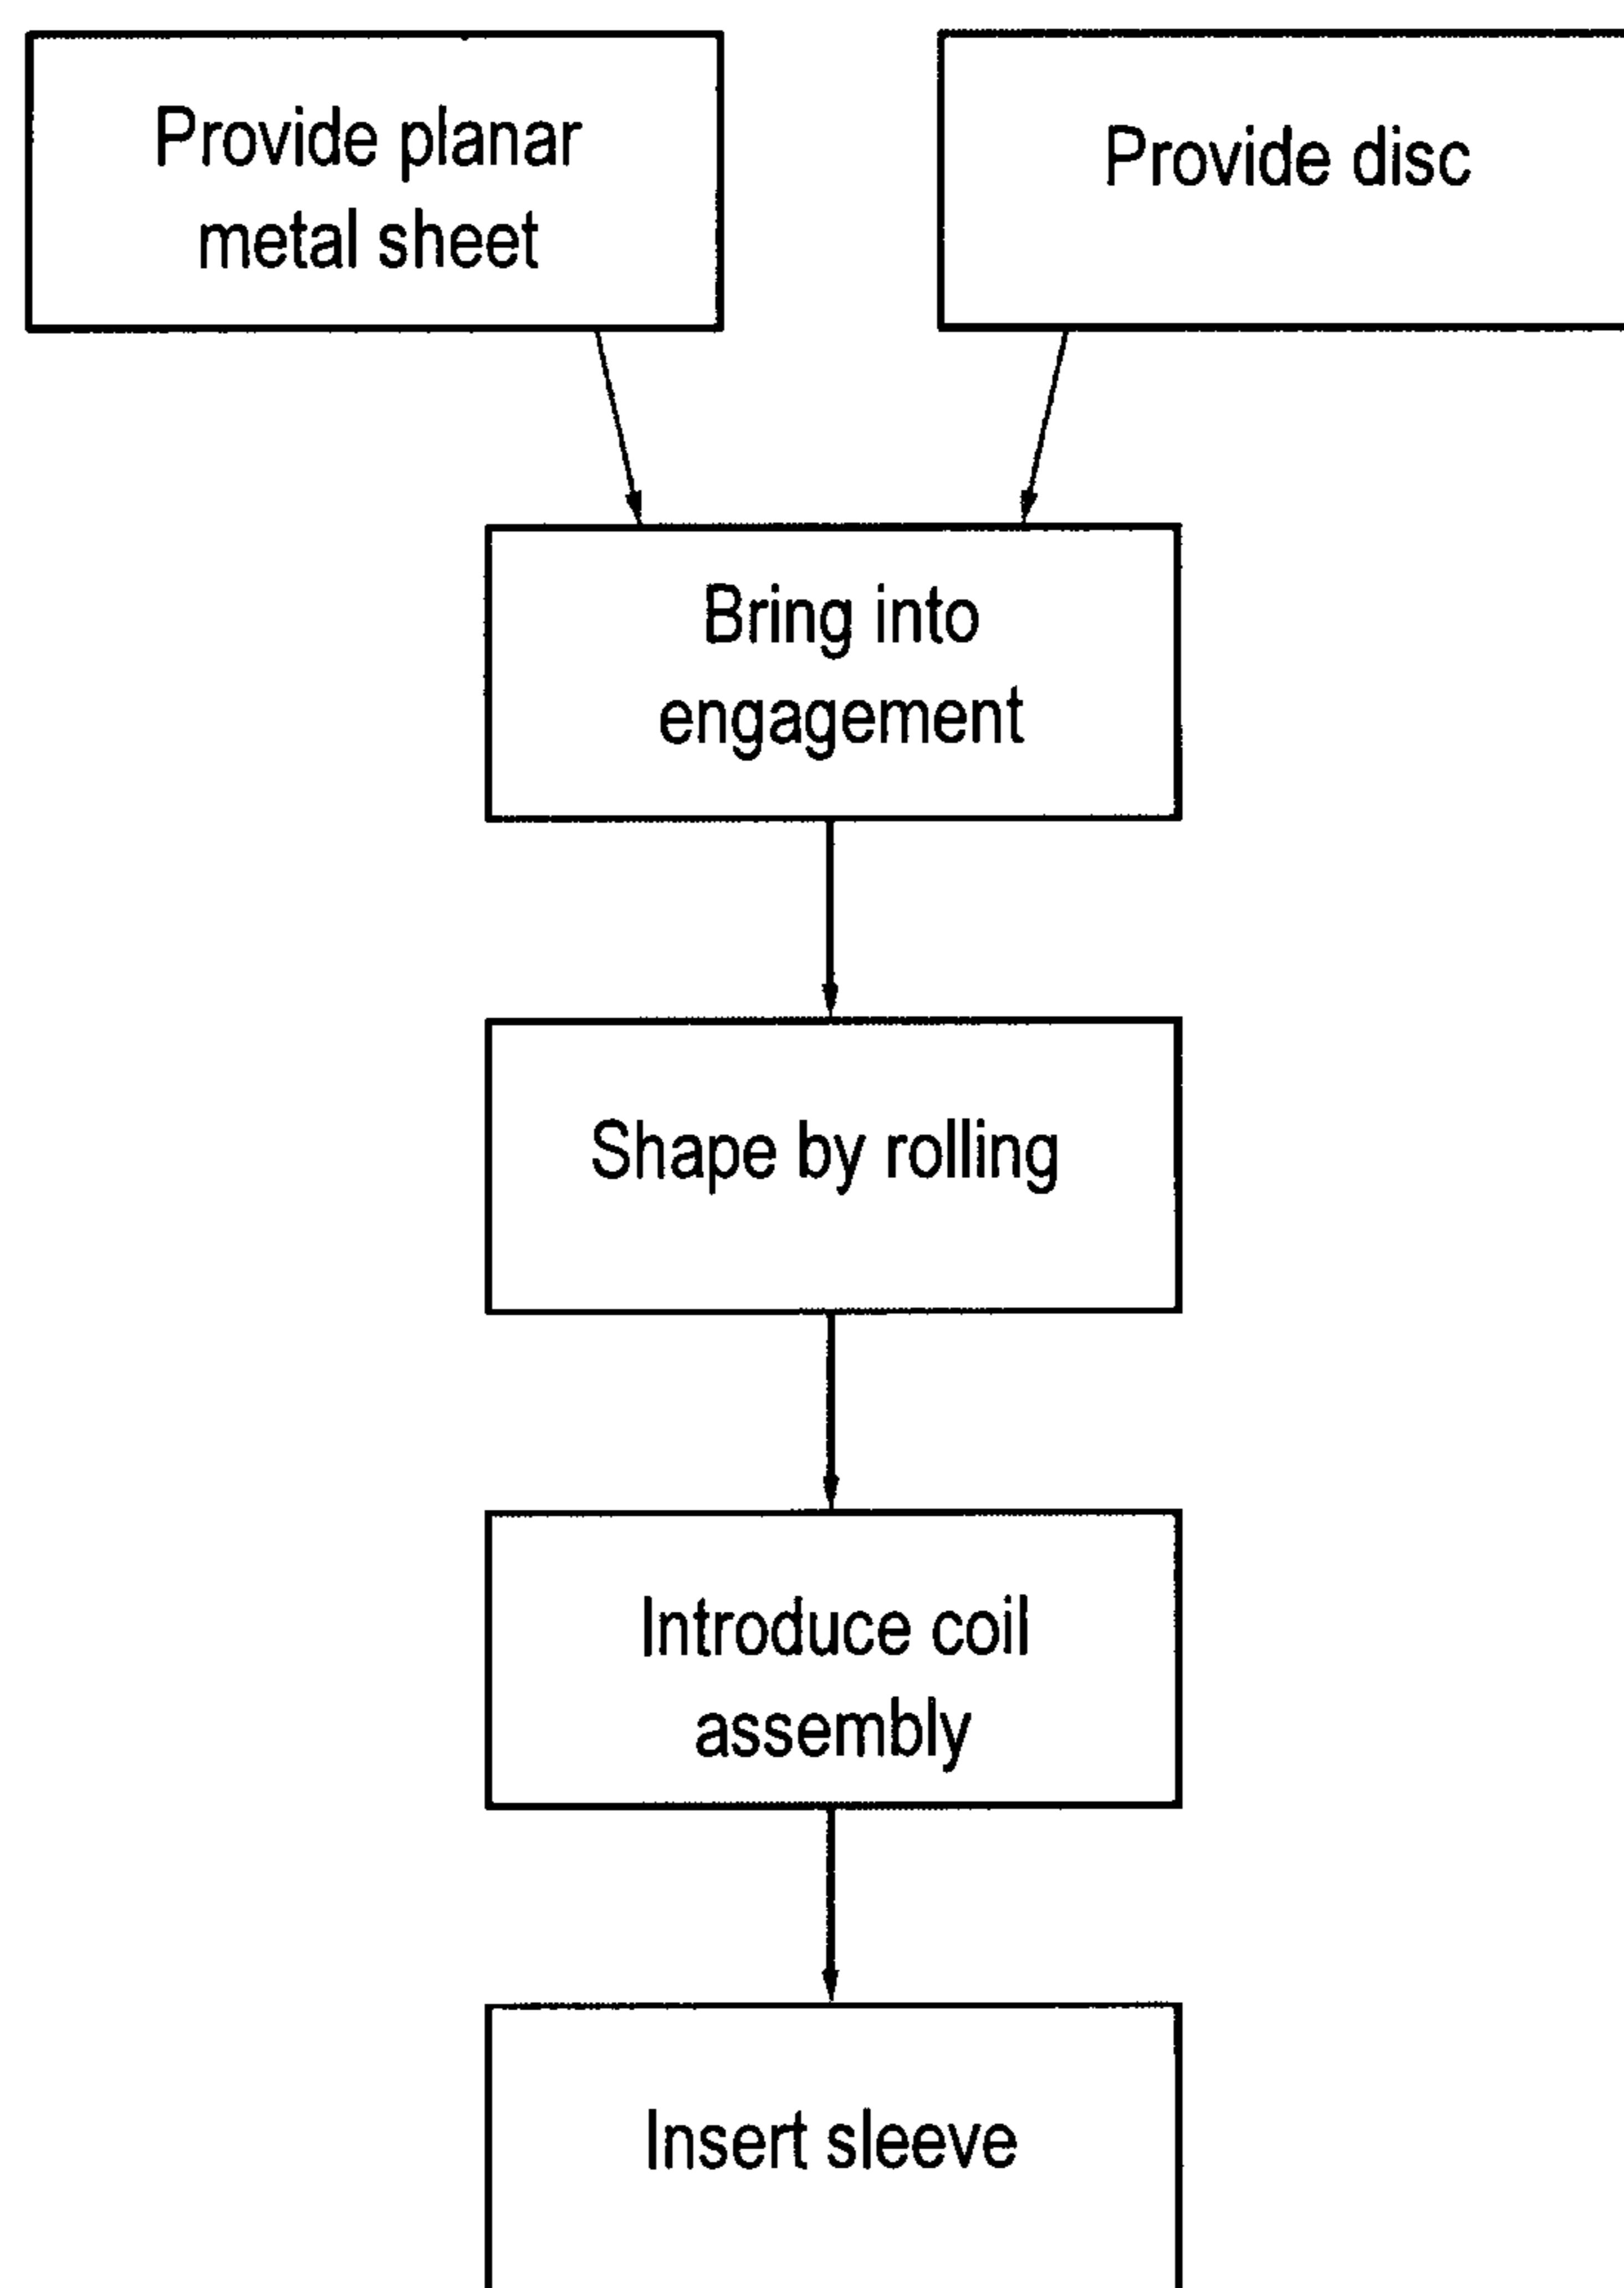 Provide planar
metal sheet
Provide disc
Bring into
engagement
Shape by rolling
Introduce coil
assembly
Insert sleeve